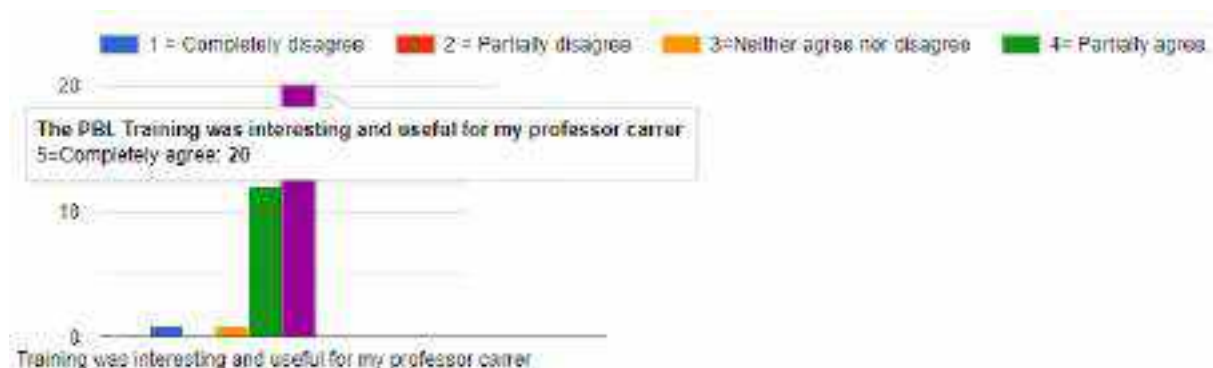 1 = Completely disagree 2 = Partially disagree 3=Neither agree nor disagree 4= Partially agree
20
The PBL Training was interesting and useful for my professor carrer
5=Completely agree: 20
10
0
Training was interesting and useful for my professor carrer